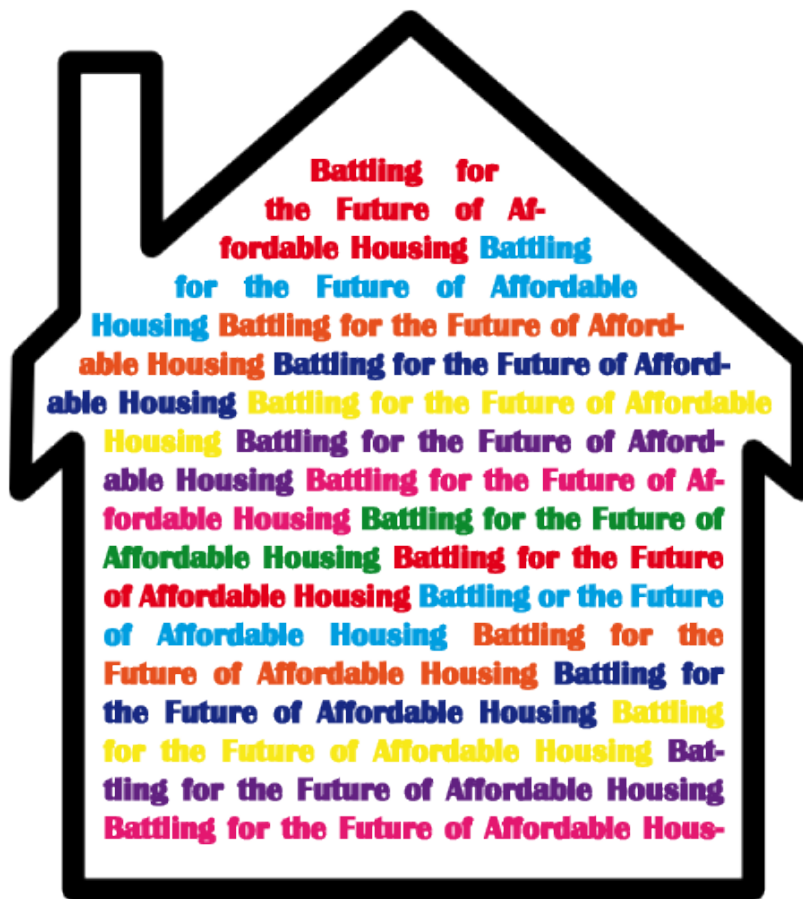 Battling for
the Future of Af-
fordable Housing Battling
for the Future of Affordable
Housing Battling for the Future of Afford-
able Housing Battling for the Future of Afford-
able Housing Battling for the Future of Affordable
Housing Battling for the Future of Afford-
able Housing Battling for the Future of Af-
fordable Housing Battling for the Future of
Affordable Housing Battling for the Future
of Affordable Housing Battling or the Future
of Affordable Housing Battling for the
Future of Affordable Housing Battling for
the Future of Affordable Housing Battling
for the Future of Affordable Housing Bat-
tling for the Future of Affordable Housing
Battling for the Future of Affordable Hous-